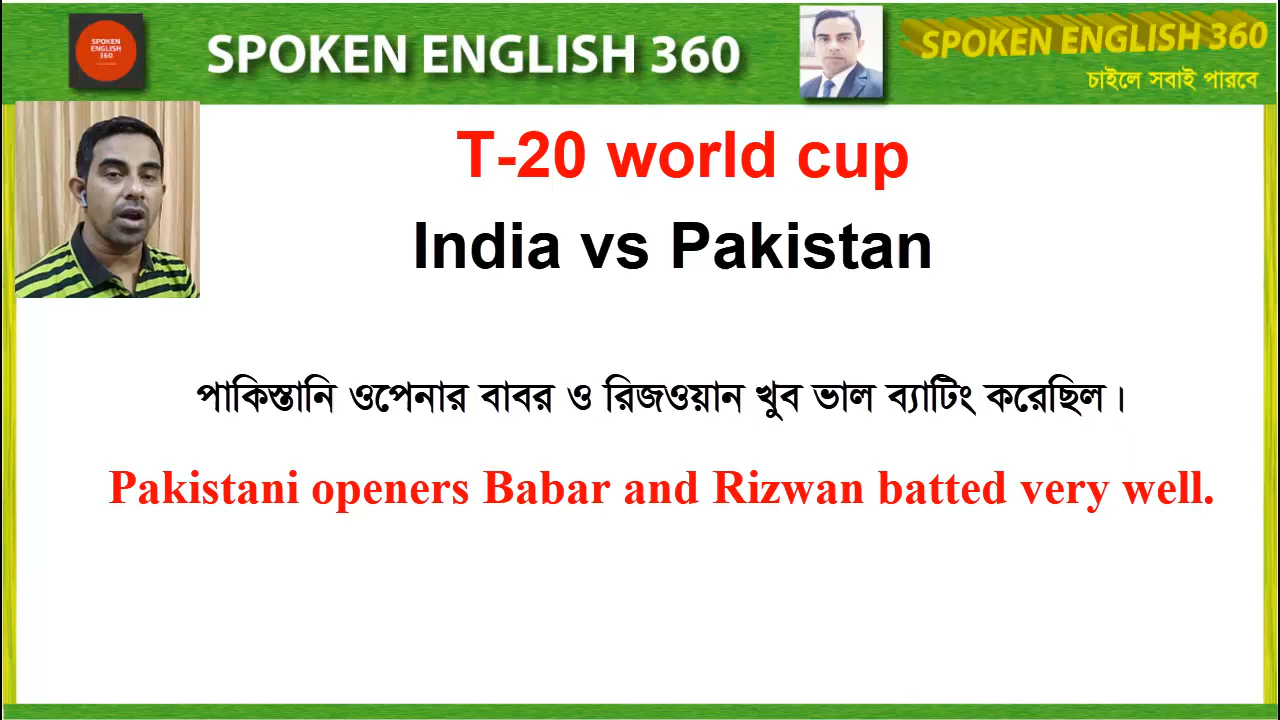 SPOKEN
ENGLISH
360
SPOKEN ENGLISH 360
SPOKEN ENGLISH 360
চাইলে সবাই পারবে
T-20 world cup
India vs Pakistan
পাকিস্তানি ওপেনার বাবর ও রিজওয়ান খুব ভাল ব্যাটিং করেছিল।
Pakistani openers Babar and Rizwan batted very well.